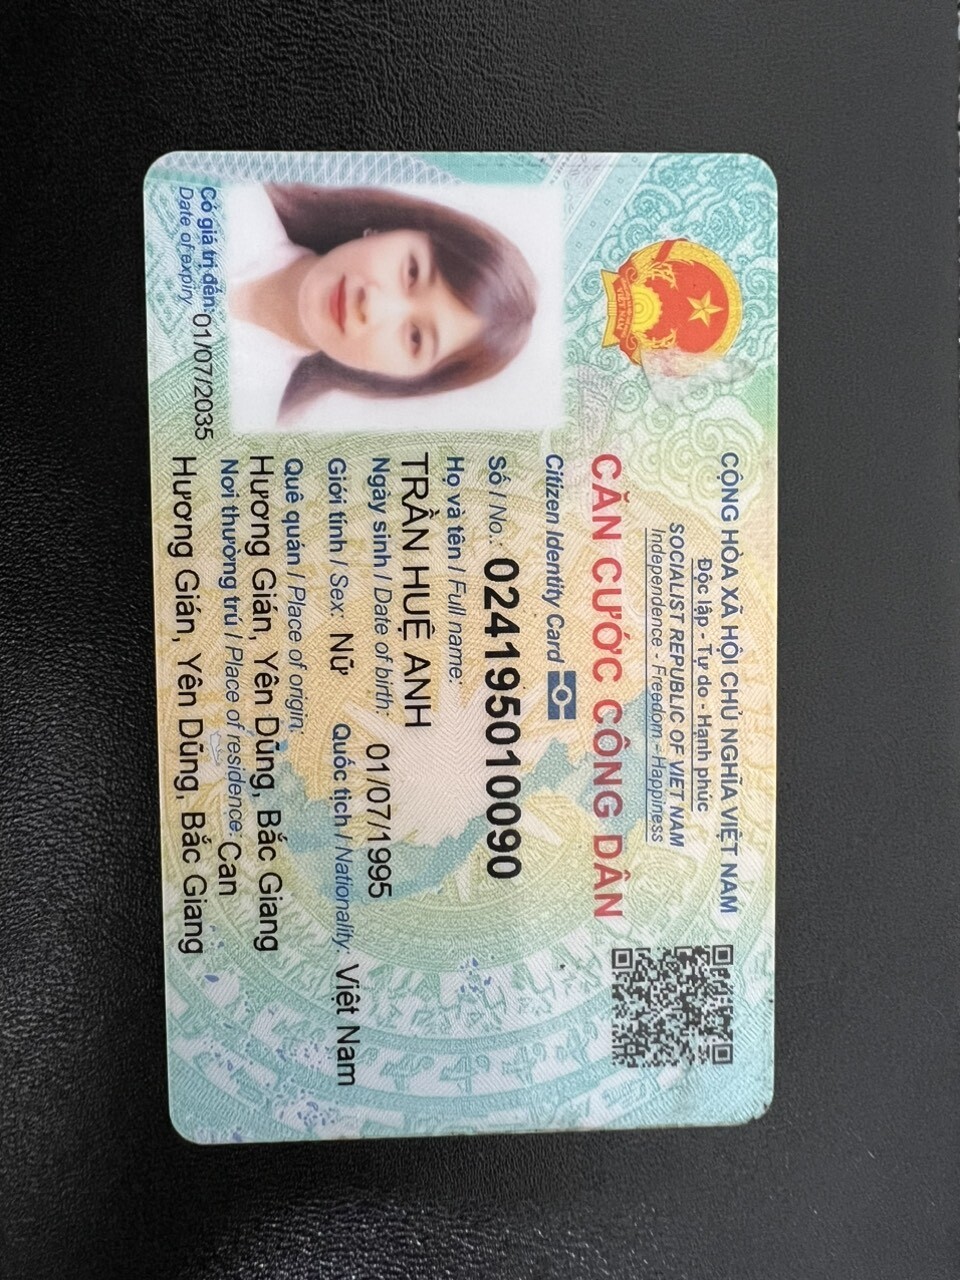 CỘNG HÒA XÃ HỘI CHỦ NGHĨA VIỆT NAM
Độc lập - Tự do - Hạnh phúc
SOCIALIST REPUBLIC OF VIET NAM
Independence - Freedom - Happiness
CĂN CƯỚC CÔNG DÂN
Citizen Identity Card
Số / No.: 024195010090
Họ và tên / Full name:
TRẦN HUỆ ANH
Ngày sinh / Date of birth: 01/07/1995
Giới tính / Sex: Nữ Quốc tịch / Nationality: Việt Nam
Quê quán / Place of origin:
Hương Gián, Yên Dũng, Bắc Giang
Nơi thường trú / Place of residence: Can
Hương Gián, Yên Dũng, Bắc Giang
Có giá trị đến: 01/07/2035
Date of expiry
VIỆT NAM